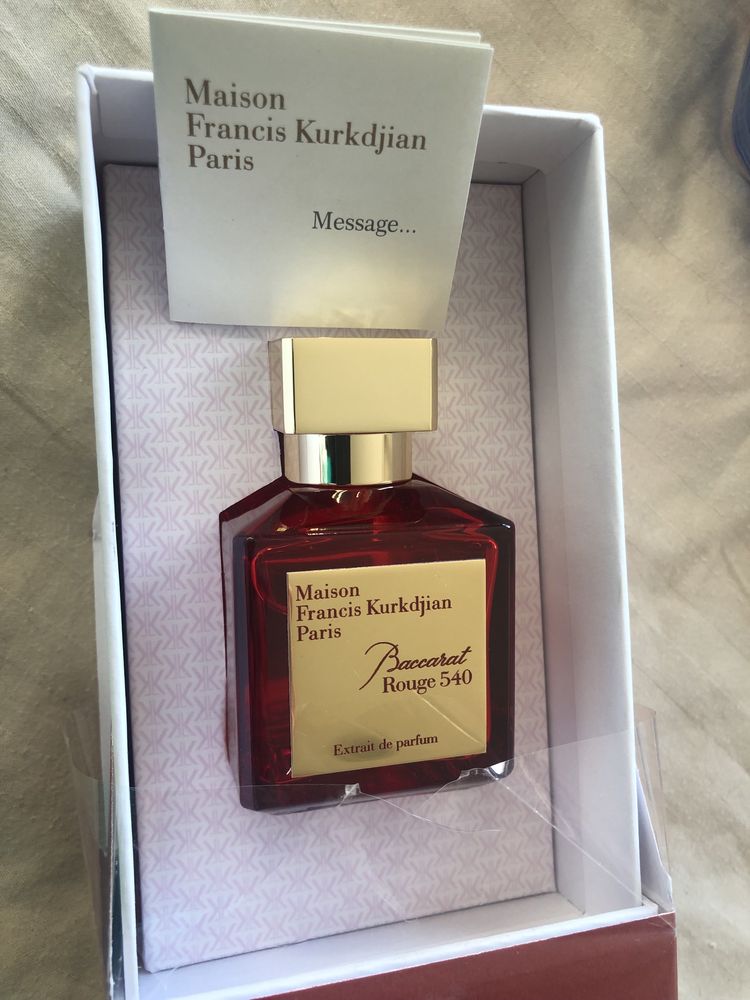 Maison
Francis Kurkdjian
Paris
Message...
Maison
Francis Kurkdjian
Paris
Baccarat
Rouge 540
Extrait de parfum